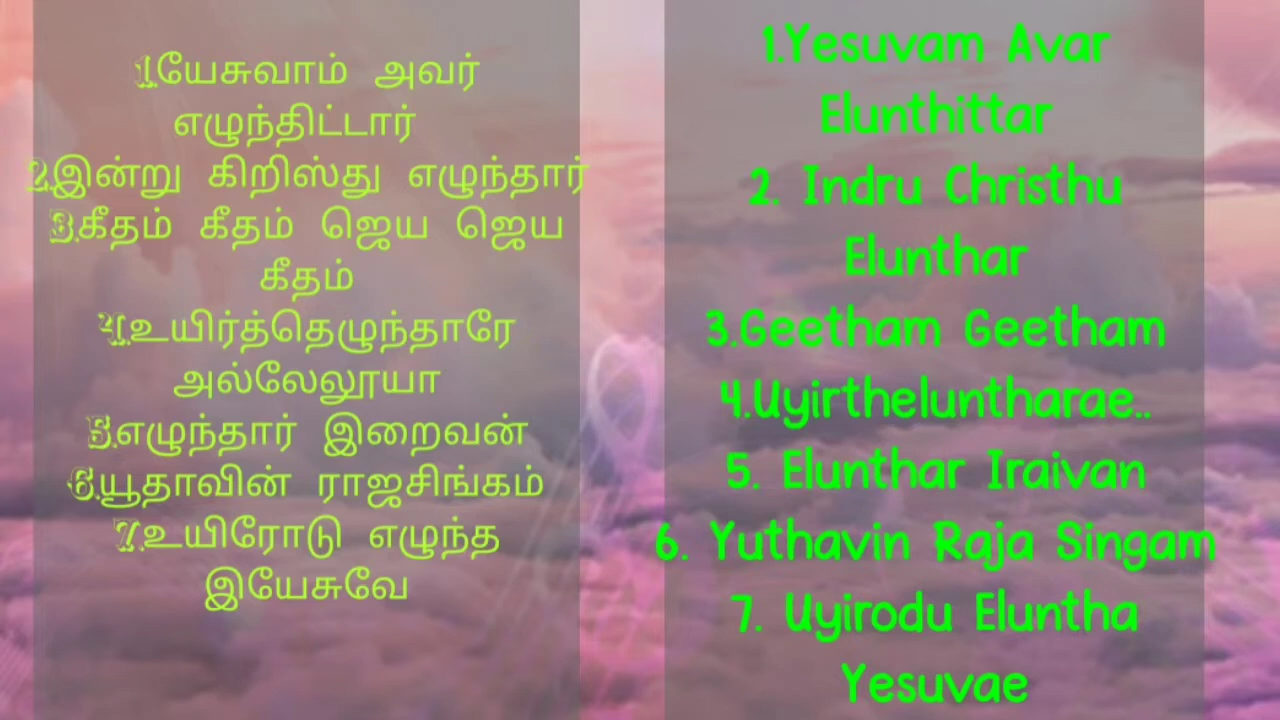 1.யேசுவாம் அவர்
எழுந்திட்டார்
2.இன்று கிறிஸ்து எழுந்தார்
3.கீதம் கீதம் ஜெய ஜெய
கீதம்
4.உயிர்த்தெழுந்தாரே
அல்லேலூயா
5.எழுந்தார் இறைவன்
6.யூதாவின் ராஜசிங்கம்
7.உயிரோடு எழுந்த
இயேசுவே
1.Yesuvam Avar
Elunthittar
2. Indru Christhu
Elunthar
3.Geetham Geetham
4.Uyirtheluntharae..
5. Elunthar Iraivan
6. Yuthavin Raja Singam
7. Uyirodu Eluntha
Yesuvae